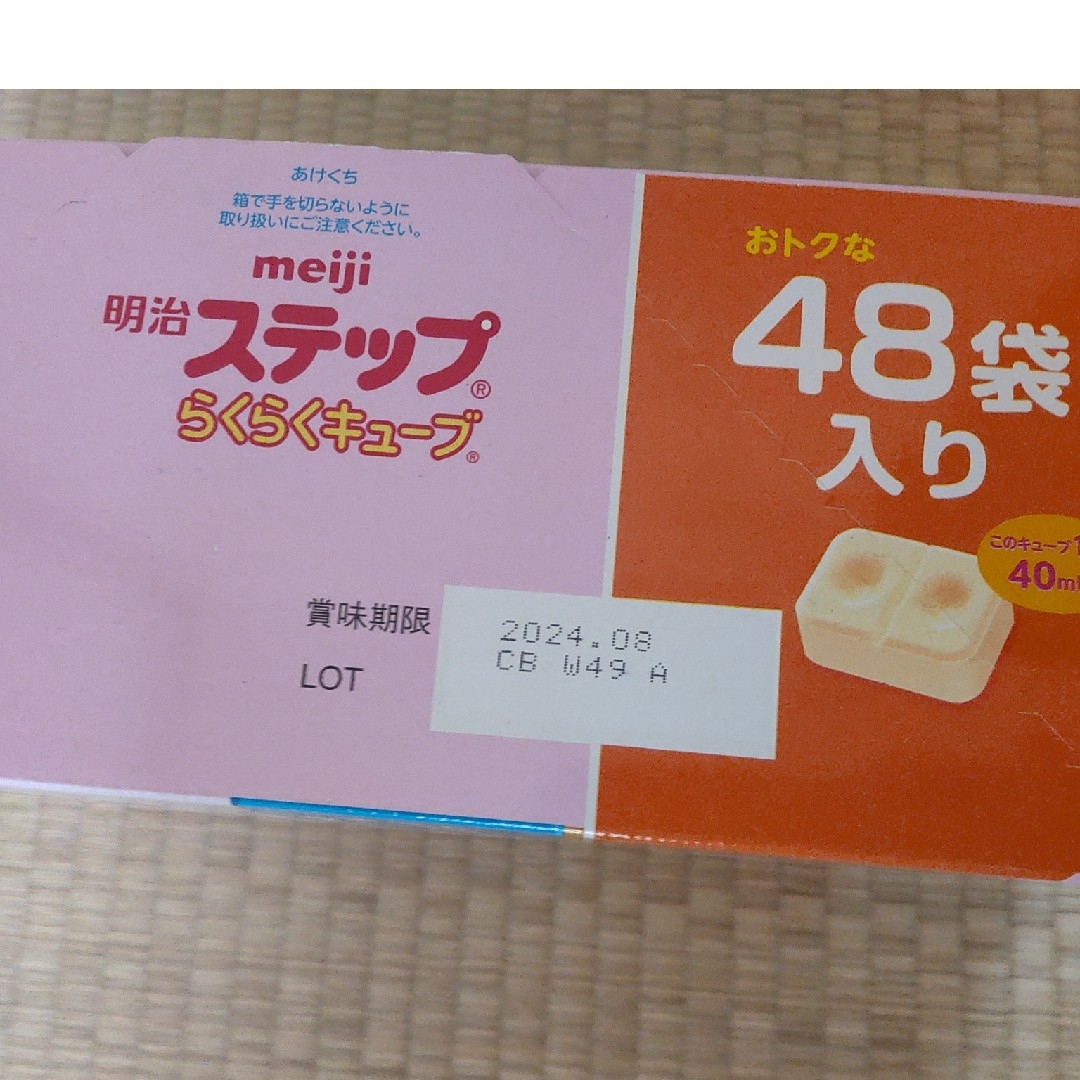 あけくち
箱で手を切らないように
取り扱いにご注意ください。
meiji
明治ステップ®
らくらくキューブ®
賞味期限 2024.08
LOT CB W49 A
おトクな
48袋
入り
このキューブ
40ml